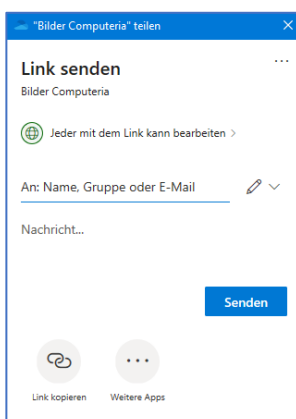 "Bilder Computeria" teilen
Link senden
Bilder Computeria
Jeder mit dem Link kann bearbeiten
An: Name, Gruppe oder E-Mail
Nachricht...
Senden
Link kopieren
Weitere Apps